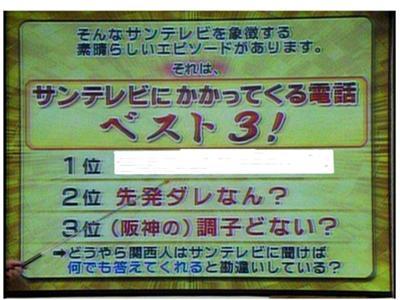 そんなサンテレビを象徴する
素晴らしいエピソードがあります。
それは、
サンテレビにかかってくる電話
ベスト3!
1位
2位 先発ダレなん?
3位 (阪神の)調子どない?
➡どうやら関西人はサンテレビに聞けば
何でも答えてくれると勘違いしている?